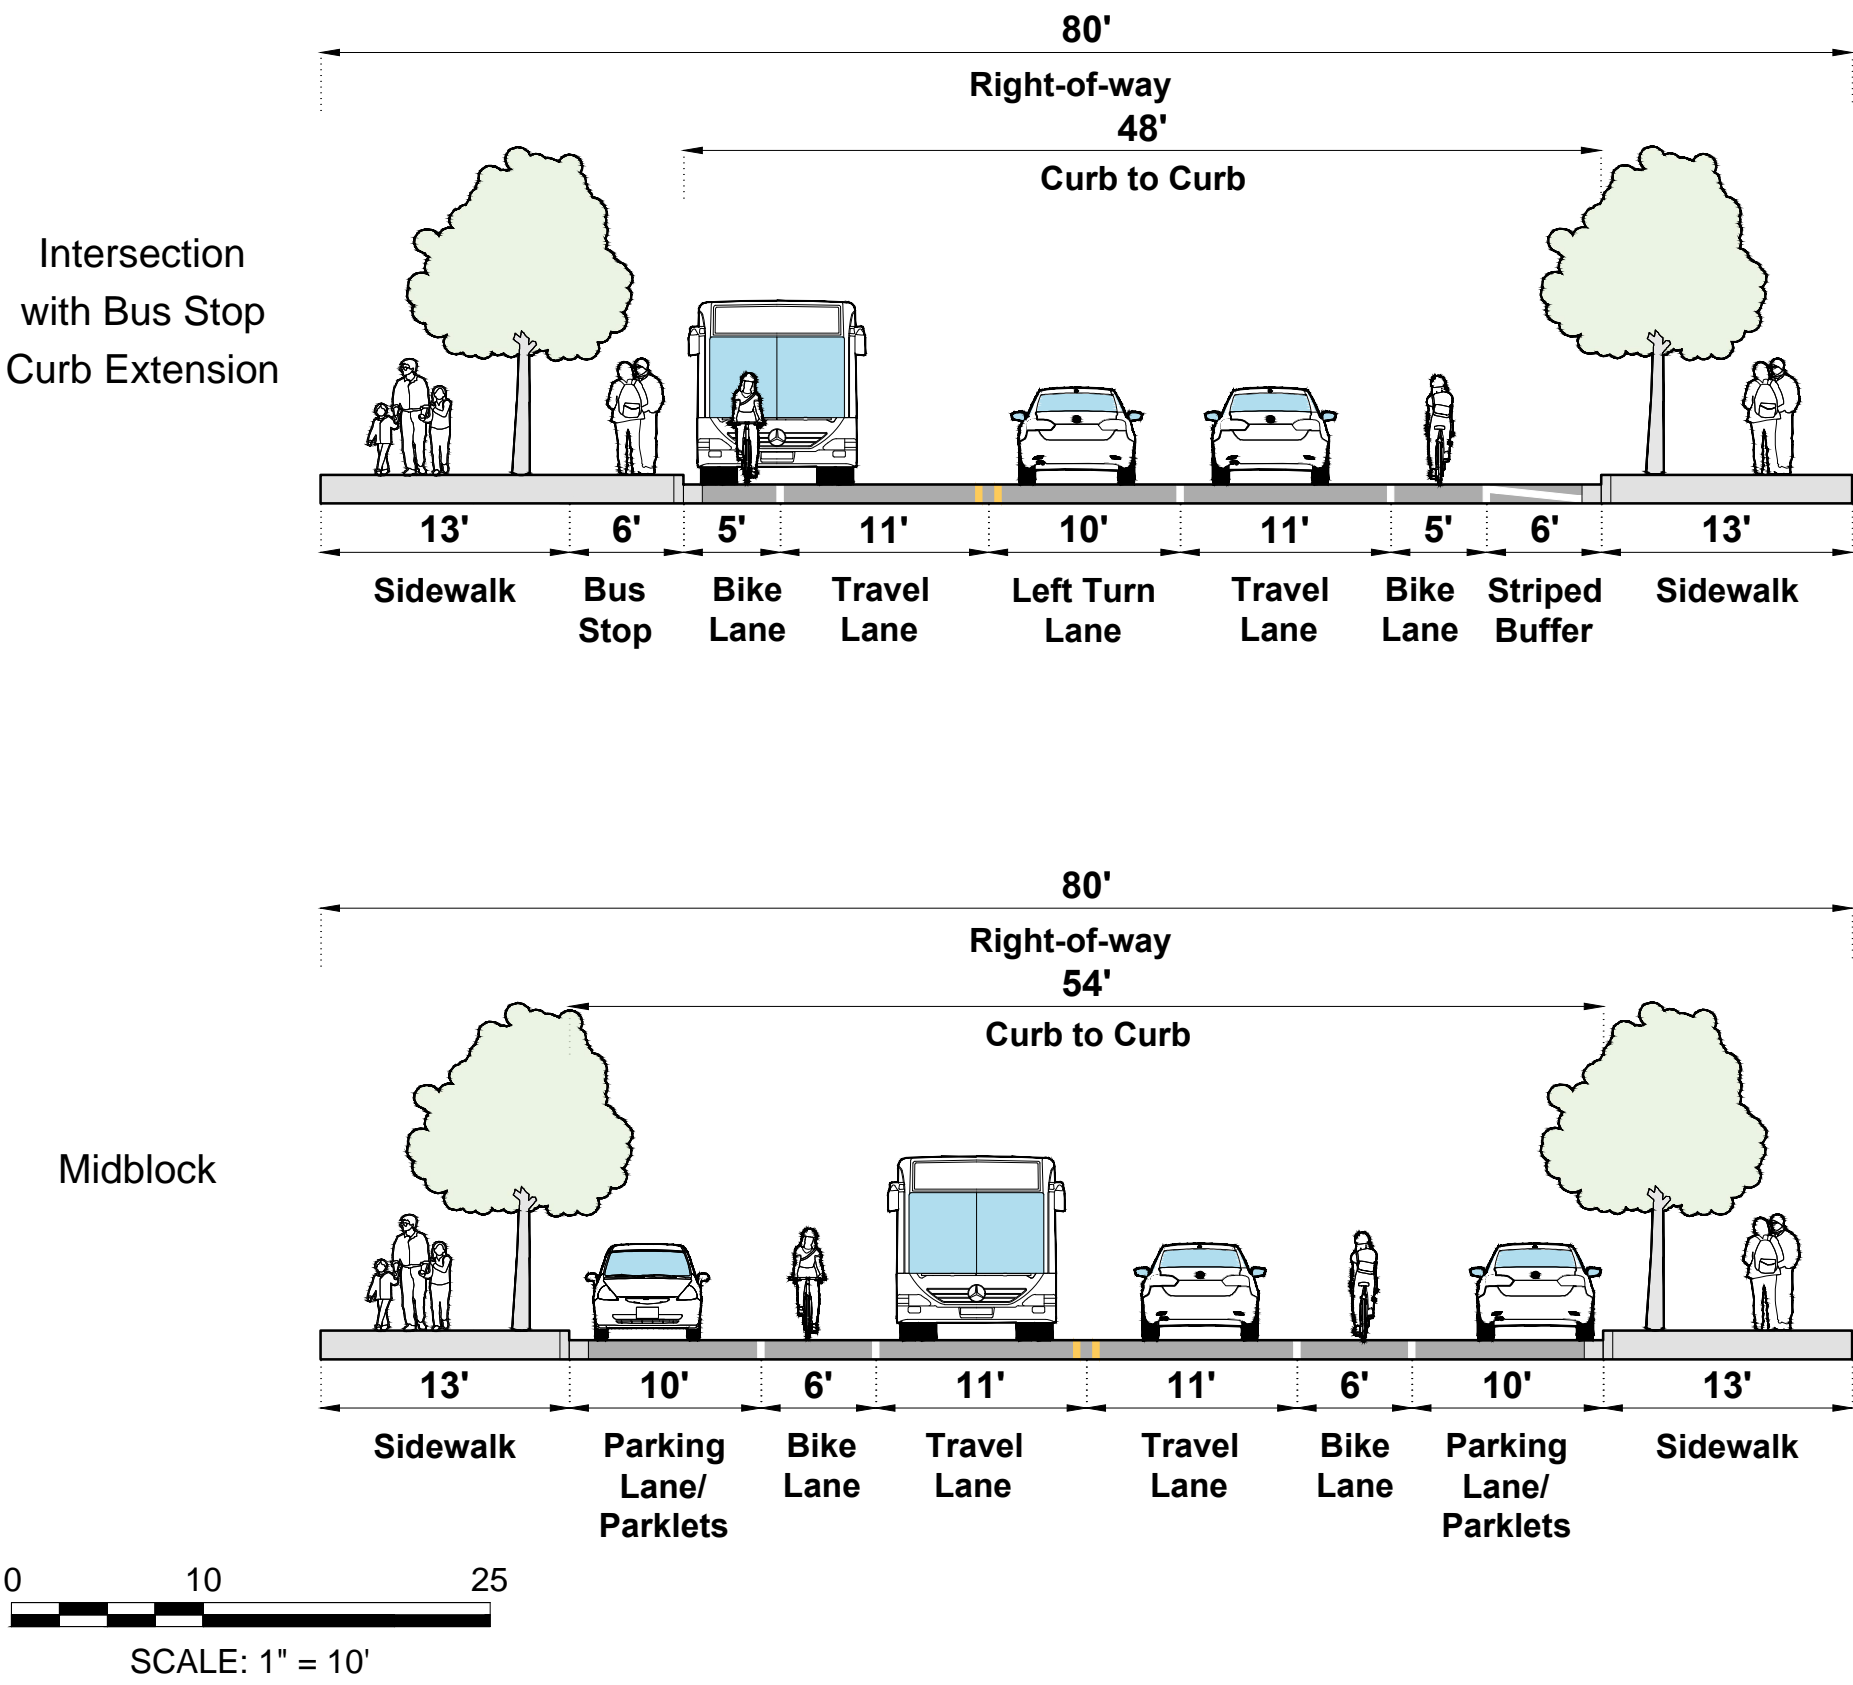 80'
Right-of-way
48'
Curb to Curb
Intersection
with Bus Stop
Curb Extension
13' 6' 5' 11' 10' 11' 5' 6' 13'
Sidewalk Bus Bike Travel Left Turn Travel Bike Striped Sidewalk
Stop Lane Lane Lane Lane Lane Buffer
80'
Right-of-way
54'
Curb to Curb
Midblock
13' 10' 6' 11' 11' 6' 10' 13'
Sidewalk Parking Bike Travel Travel Bike Parking Sidewalk
Lane/ Lane Lane Lane Lane Lane/
Parklets Parklets
0 10 25
SCALE: 1" = 10'